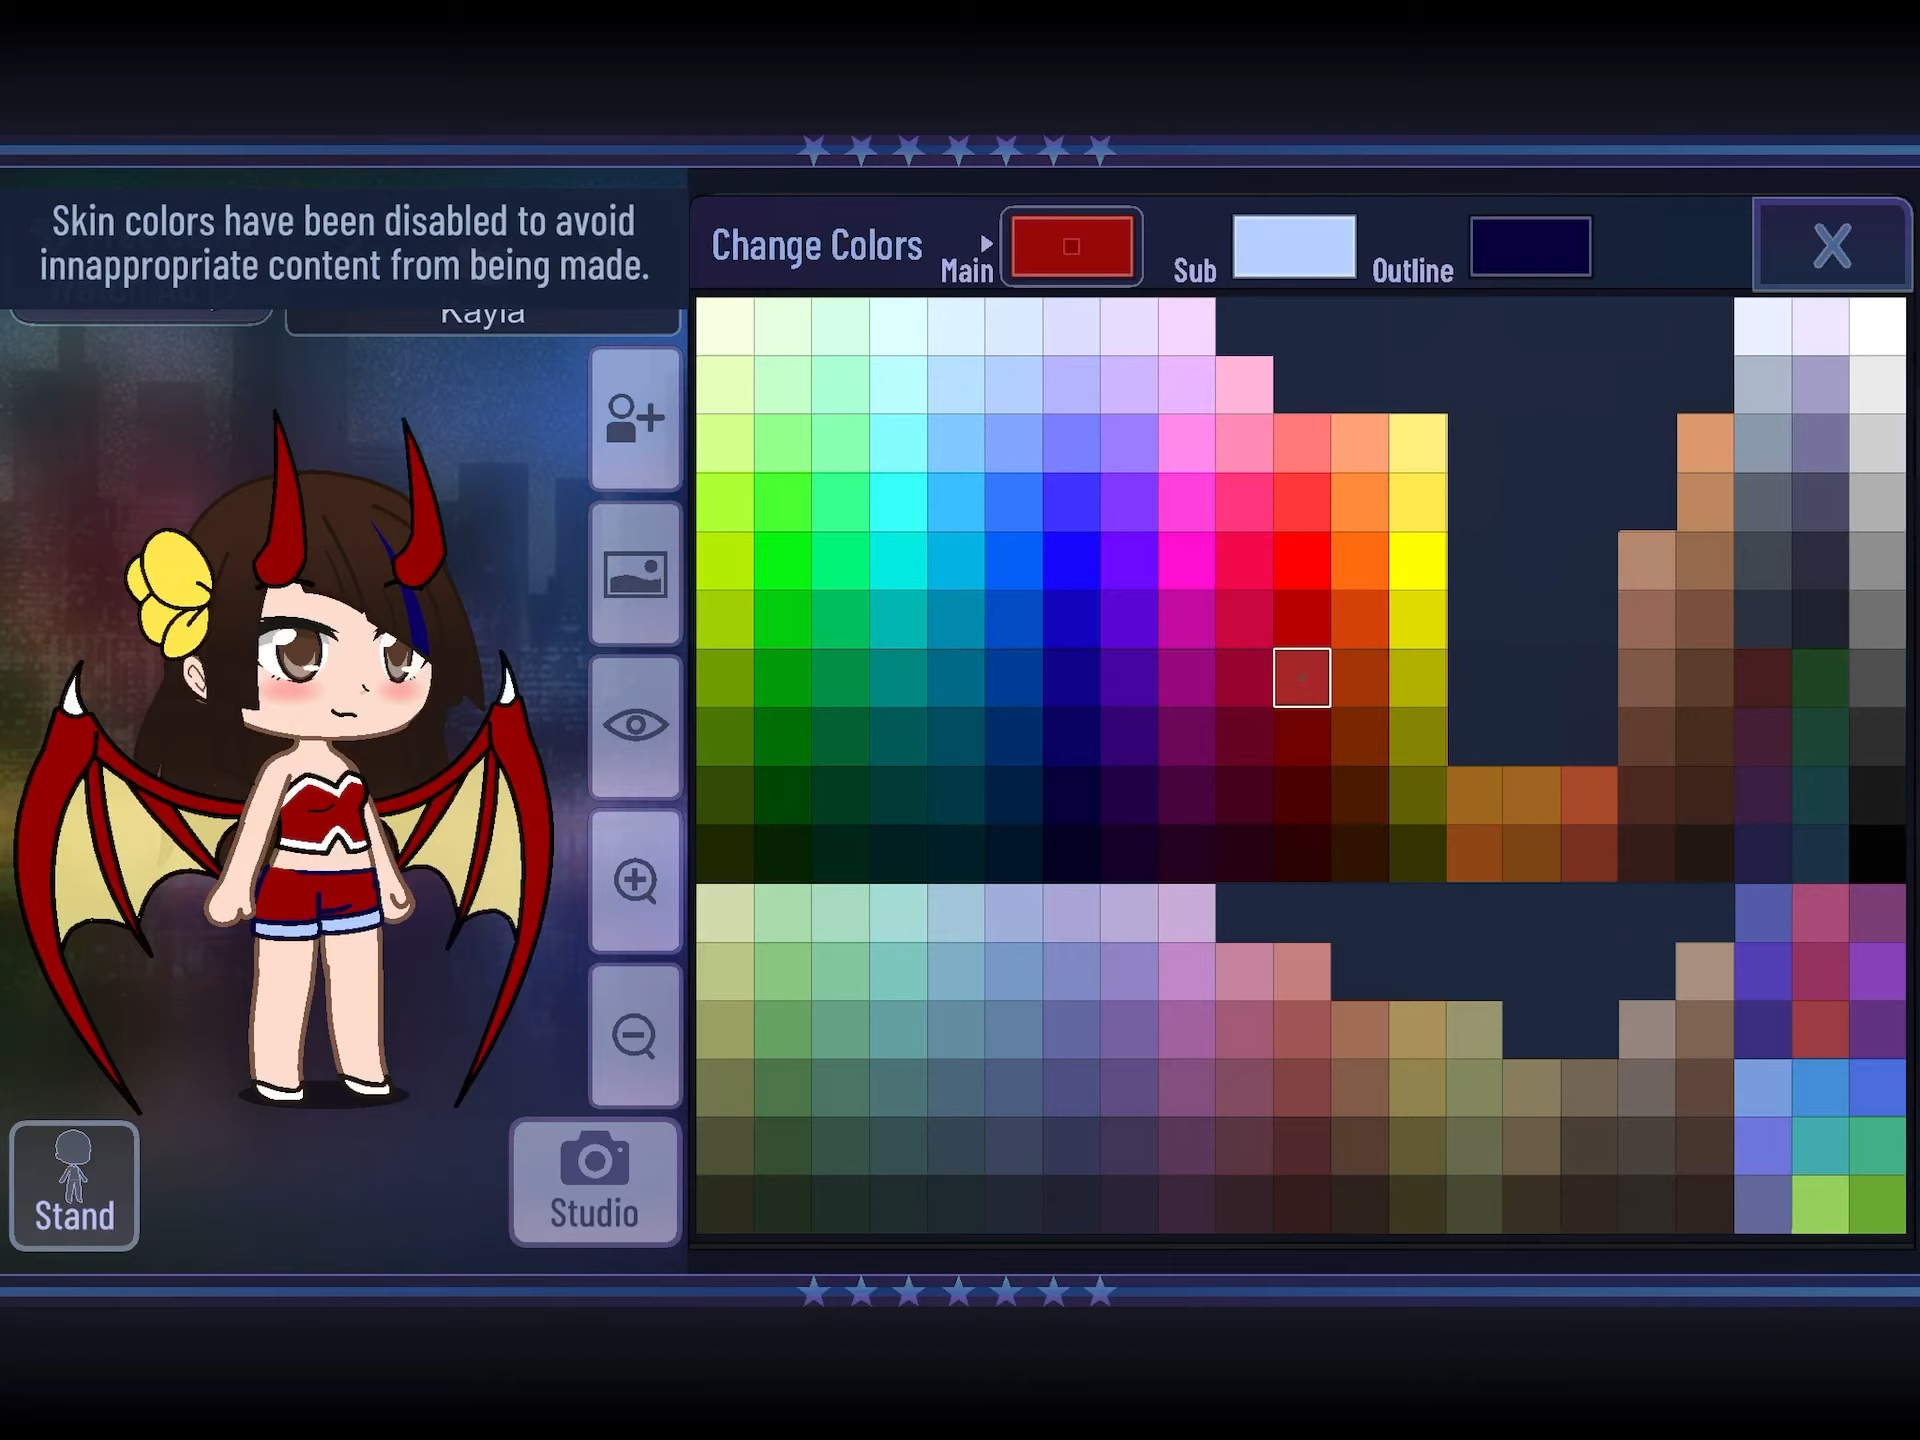 Skin colors have been disabled to avoid
innappropriate content from being made.
Kayla
Change Colors
Main
Sub
Outline
X
Stand
Studio